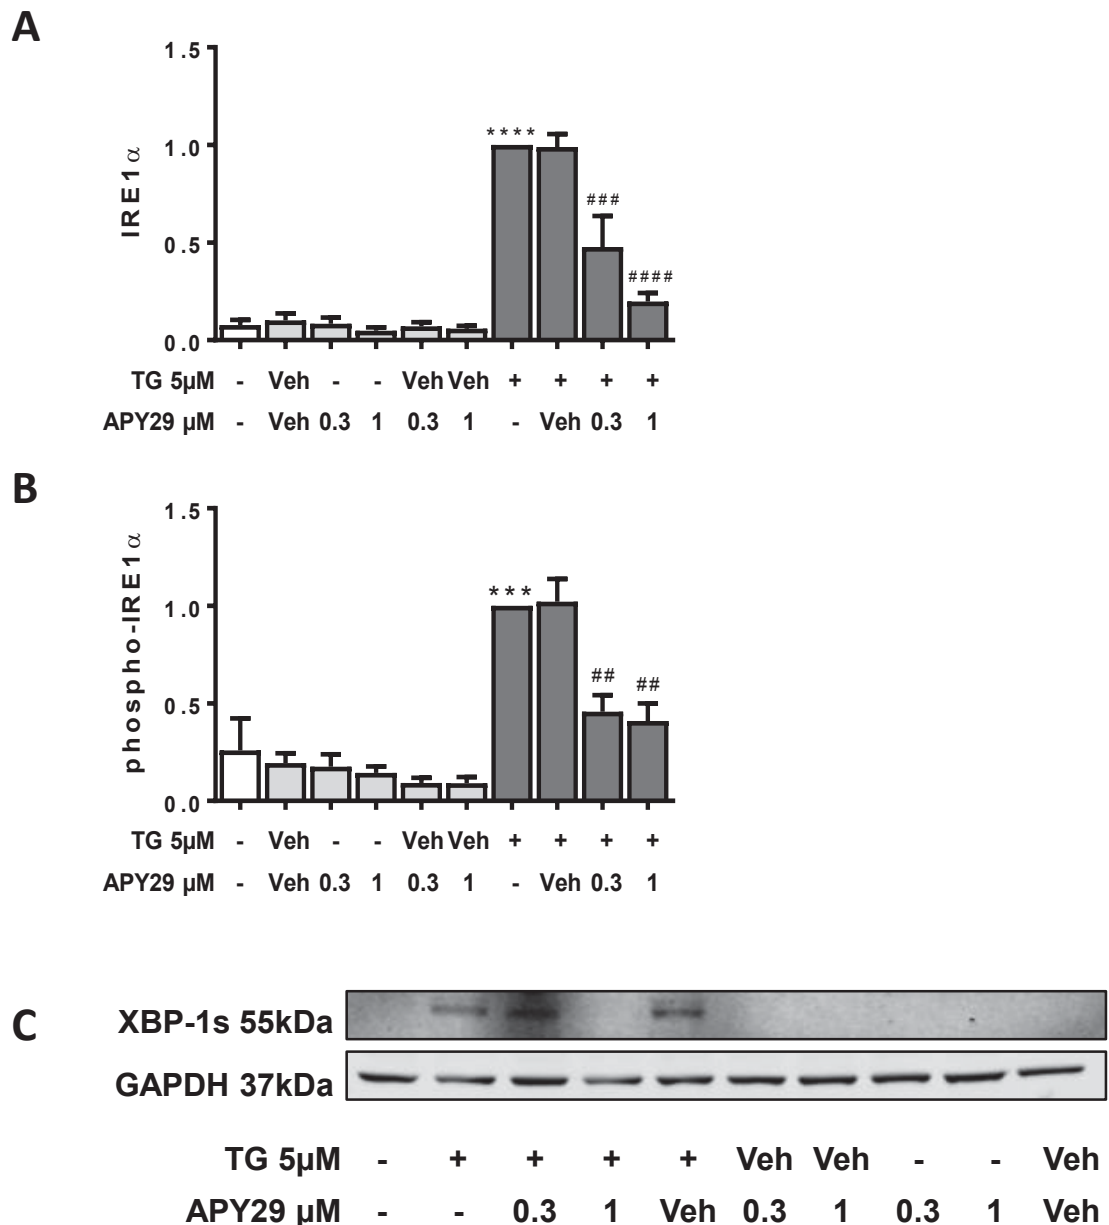 A
1.5
1.0
0.5
0.0
IRE1α
****
###
####
TG 5µM - Veh - - Veh Veh + + + +
APY29 µM - Veh 0.3 1 0.3 1 - Veh 0.3 1
B
1.5
1.0
0.5
0.0
phospho-IRE1α
***
##
##
TG 5µM - Veh - - Veh Veh + + + +
APY29 µM - Veh 0.3 1 0.3 1 - Veh 0.3 1
C
XBP-1s 55kDa
GAPDH 37kDa
TG 5µM - + + + + Veh Veh - - Veh
APY29 µM - - 0.3 1 Veh 0.3 1 0.3 1 Veh